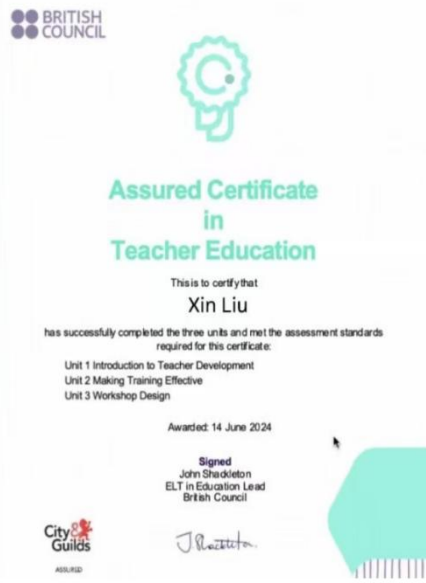 BRITISH
COUNCIL
Assured Certificate
in
Teacher Education
This is to certify that
Xin Liu
has successfully completed the three units and met the assessment standards
required for this certificate:
Unit 1 Introduction to Teacher Development
Unit 2 Making Training Effective
Unit 3 Workshop Design
Awarded: 14 June 2024
Signed
John Shackleton
ELT in Education Lead
British Council
City &
Guilds
J Shackleton.
ASSURED